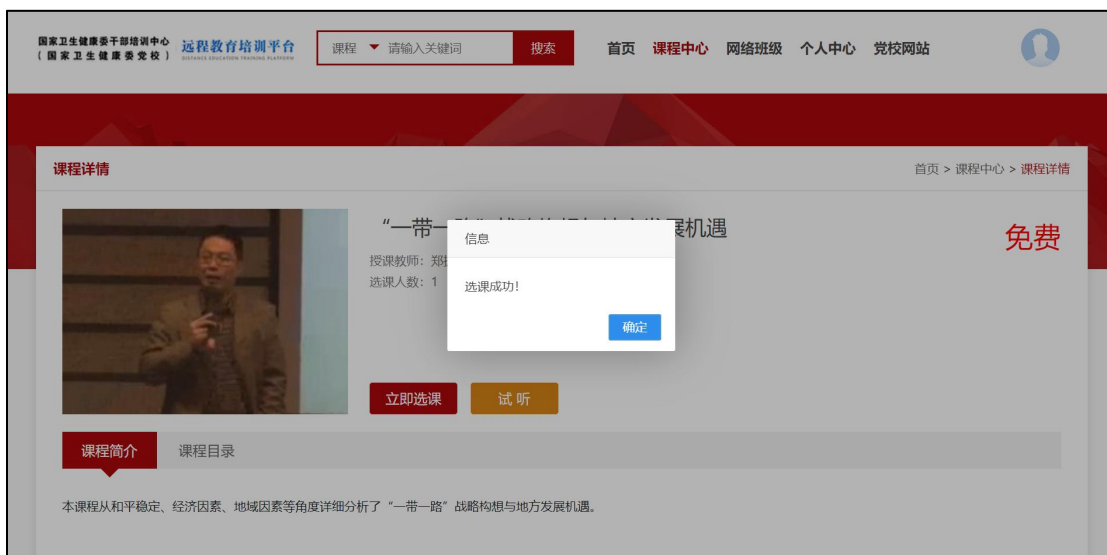 国家卫生健康委干部培训中心
(国家卫生健康委党校)
远程教育培训平台
DISTANCE EDUCATION TRAINING PLATFORM
课程 请输入关键词 搜索 首页 课程中心 网络班级 个人中心 党校网站
课程详情 首页 > 课程中心 > 课程详情
“一带一 展机遇 免费
授课教师：郑
选课人数：1
信息
选课成功！
确定
立即选课 试 听
课程简介 课程目录
本课程从和平稳定、经济因素、地域因素等角度详细分析了“一带一路”战略构想与地方发展机遇。